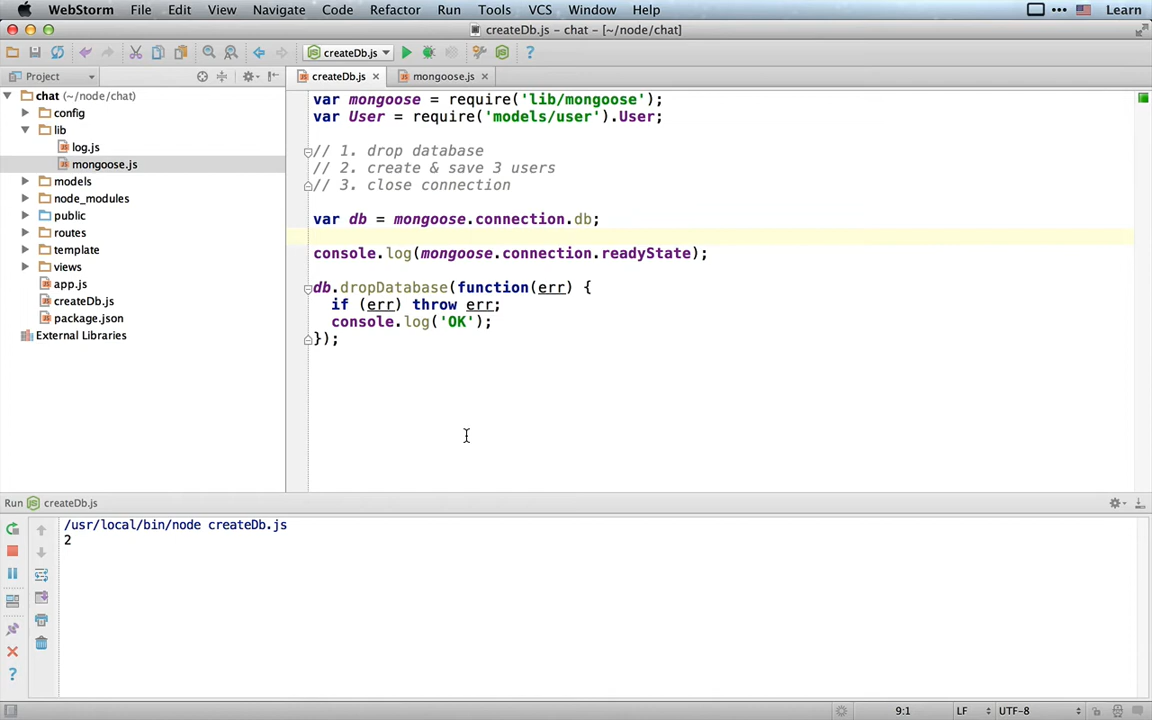 WebStorm File Edit View Navigate Code Refactor Run Tools VCS Window Help Learn
createDb.js – chat - [~/node/chat]
createDb.js
Project createDb.js mongoose.js
chat (~/node/chat)
config
lib
log.js
mongoose.js
models
node_modules
public
routes
template
views
app.js
createDb.js
package.json
External Libraries
var mongoose = require('lib/mongoose');
var User = require('models/user').User;
// 1. drop database
// 2. create & save 3 users
// 3. close connection
var db = mongoose.connection.db;
console.log(mongoose.connection.readyState);
db.dropDatabase(function(err) {
if (err) throw err;
console.log('OK');
});
Run createDb.js
/usr/local/bin/node createDb.js
2
9:1 LF UTF-8